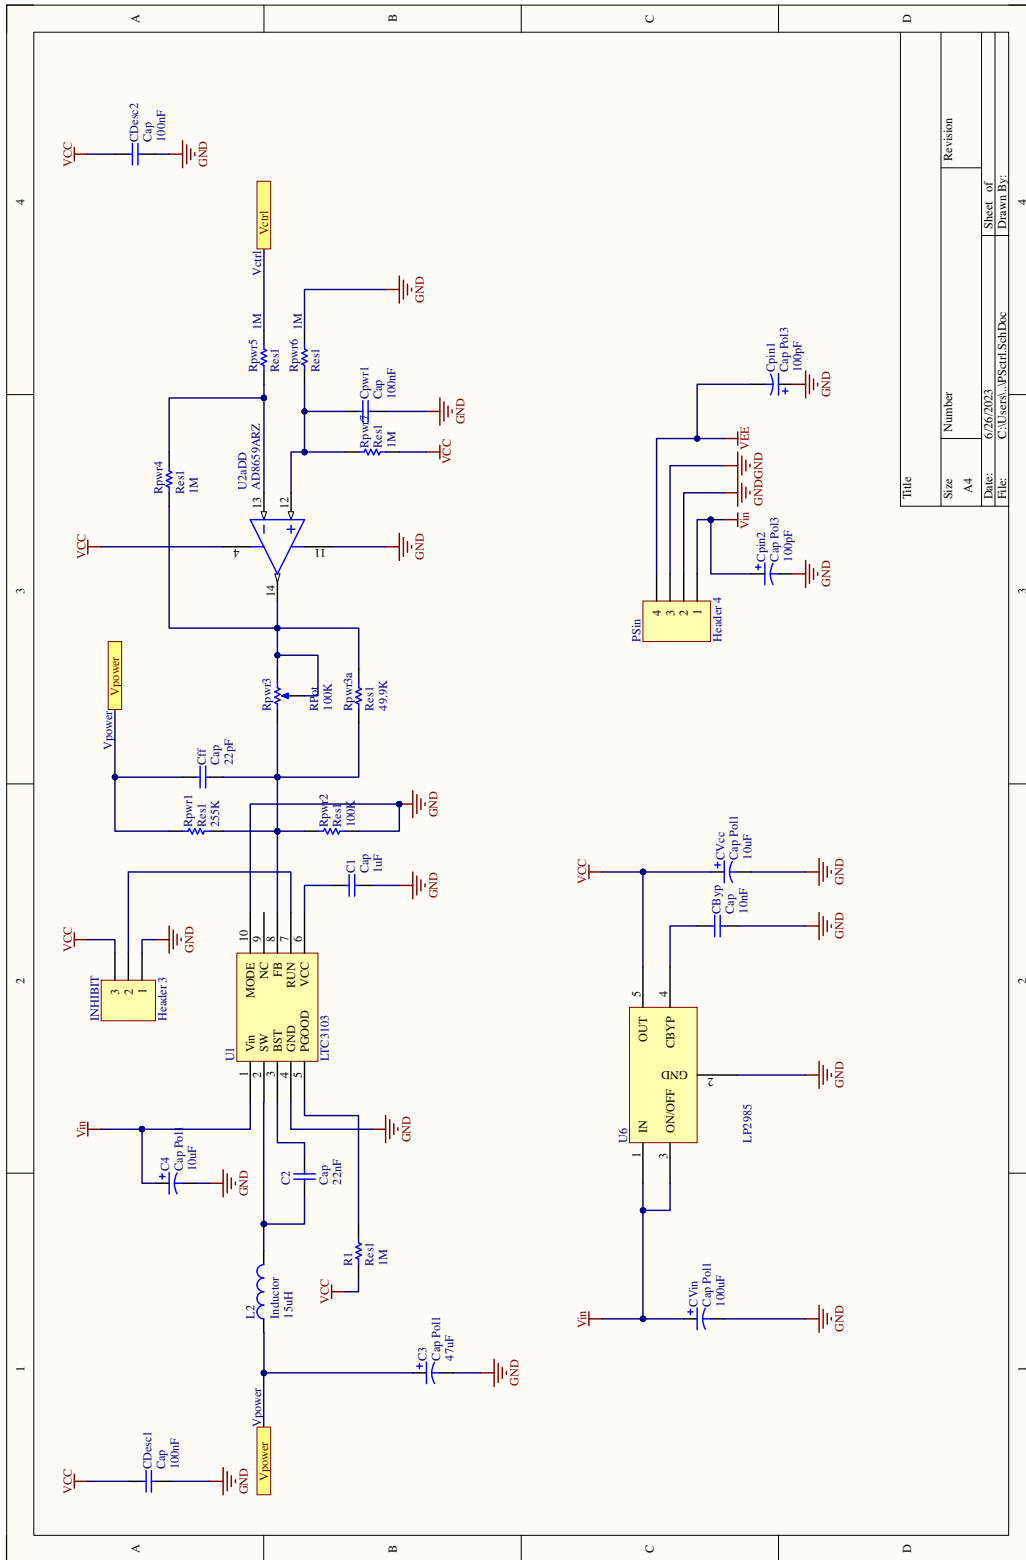 1
2
3
4
A
B
C
D
VCC
CDesc1
Cap
100nF
GND
Vpower
Vpower
C3
Cap Pol1
47uF
GND
L2
Inductor
15uH
VCC
R1
Res1
1M
C2
Cap
22nF
Vin
C4
Cap Pol1
10uF
GND
GND
U1
LTC3103
1
2
3
4
5
Vin
SW
BST
GND
PGOOD
MODE
NC
FB
RUN
VCC
10
9
8
7
6
INHIBIT
Header 3
3
2
1
VCC
GND
C1
Cap
1uF
GND
Rpwr1
Res1
255K
Rpwr2
Res1
100K
GND
Cff
Cap
22pF
Vpower
Vpower
Rpwr3
RPot
100K
Rpwr3a
Res1
49.9K
VCC
4
11
14
13
12
GND
U2aDD
AD8659ARZ
Rpwr4
Res1
1M
Rpwr7
Res1
1M
VCC
Cpwr1
Cap
100nF
GND
Rpwr5
Res1
1M
Rpwr6
Res1
1M
GND
Vctrl
Vctrl
VCC
CDesc2
Cap
100nF
GND
Vin
CVin
Cap Pol1
100uF
GND
U6
LP2985
1
3
IN
ON/OFF
GND
2
OUT
CBYP
5
4
GND
CByp
Cap
10nF
GND
VCC
CVcc
Cap Pol1
10uF
GND
PSin
Header 4
4
3
2
1
Cpin2
Cap Pol3
100pF
GND
Vin
GND
GND
VEE
Cpin1
Cap Pol3
100pF
GND
Title
Size
A4
Number
Revision
Date:
6/26/2023
Sheet of
File:
C:\Users\..\PSctrl.SchDoc
Drawn By:
1
2
3
4
A
B
C
D